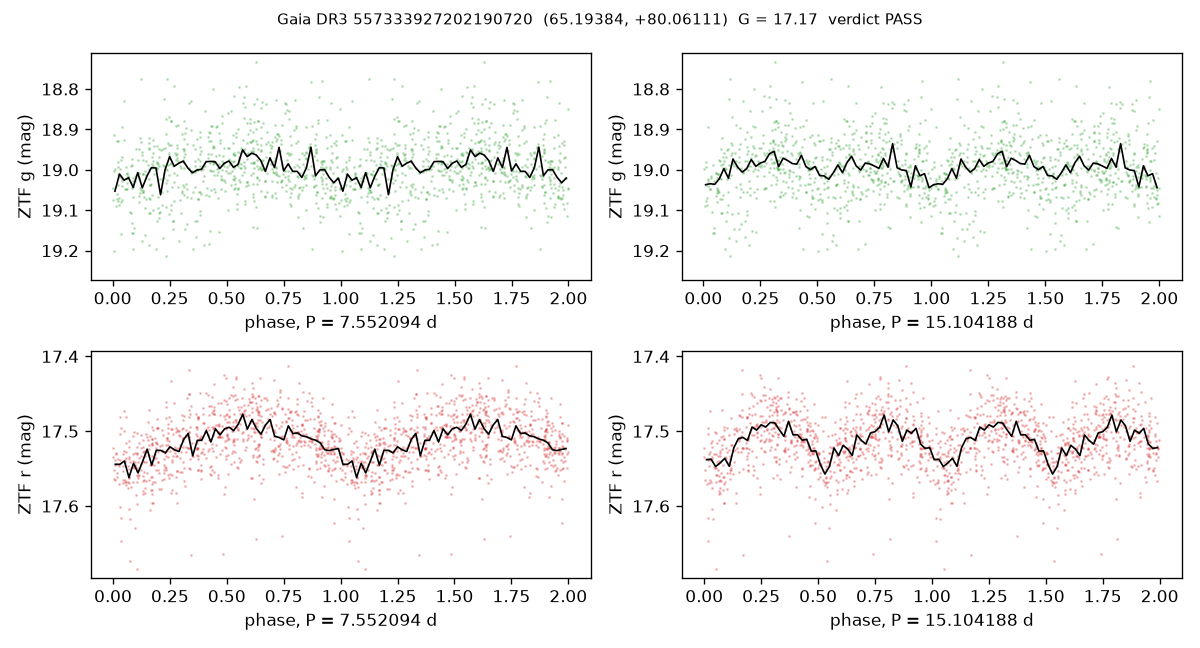 Gaia DR3 557333927202190720  (65.19384, +80.06111)  G = 17.17  verdict PASS
ZTF g (mag)
18.8
18.9
19.0
19.1
19.2
0.00 0.25 0.50 0.75 1.00 1.25 1.50 1.75 2.00
phase, P = 7.552094 d
ZTF g (mag)
18.8
18.9
19.0
19.1
19.2
0.00 0.25 0.50 0.75 1.00 1.25 1.50 1.75 2.00
phase, P = 15.104188 d
ZTF r (mag)
17.4
17.5
17.6
0.00 0.25 0.50 0.75 1.00 1.25 1.50 1.75 2.00
phase, P = 7.552094 d
ZTF r (mag)
17.4
17.5
17.6
0.00 0.25 0.50 0.75 1.00 1.25 1.50 1.75 2.00
phase, P = 15.104188 d